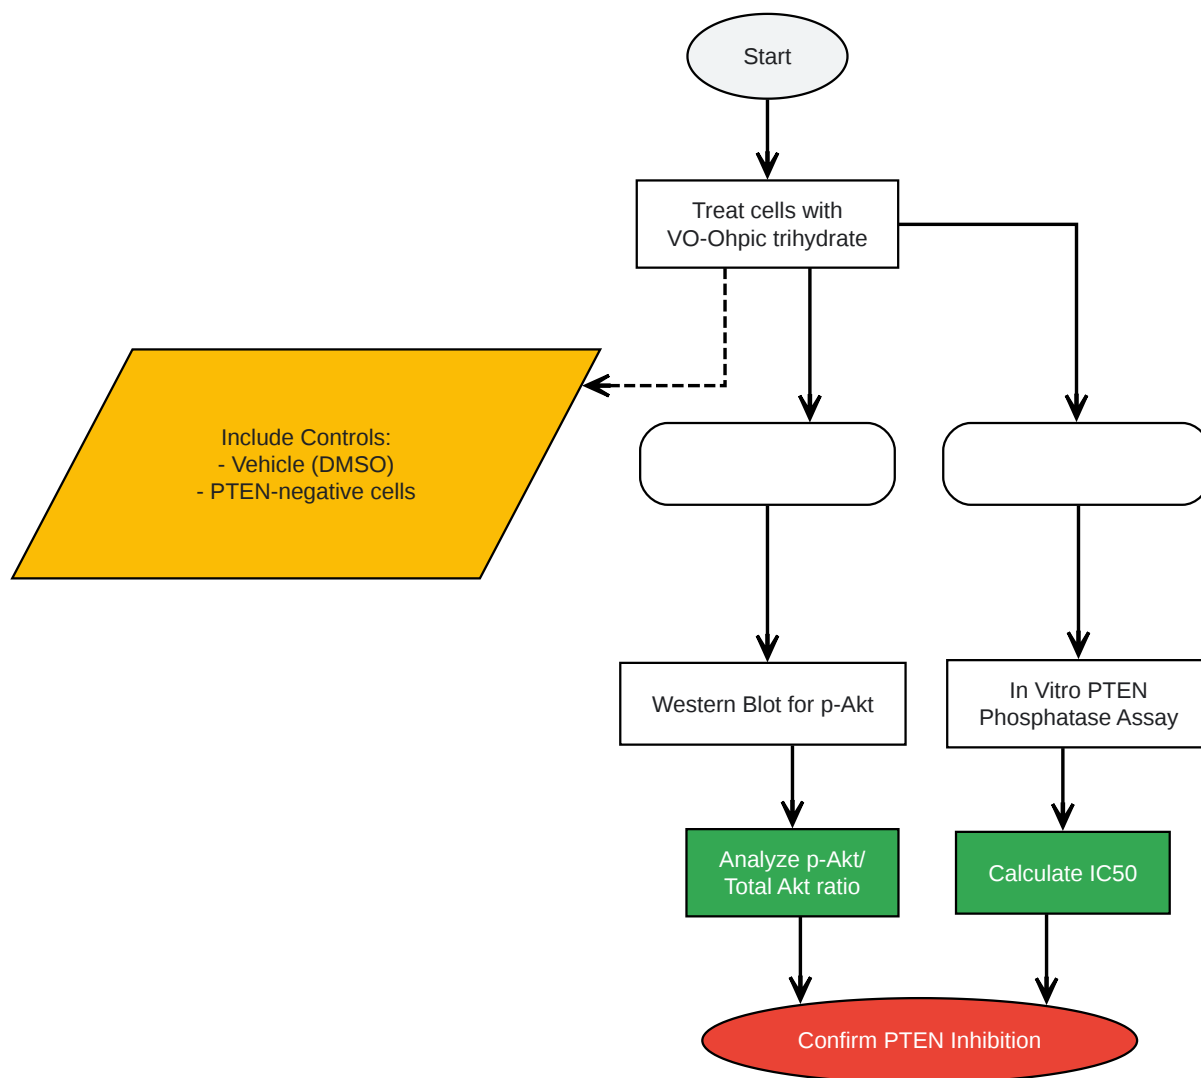 Start
Treat cells with
VO-Ohpic trihydrate
Include Controls:
- Vehicle (DMSO)
- PTEN-negative cells
Western Blot for p-Akt
In Vitro PTEN
Phosphatase Assay
Analyze p-Akt/
Total Akt ratio
Calculate IC50
Confirm PTEN Inhibition